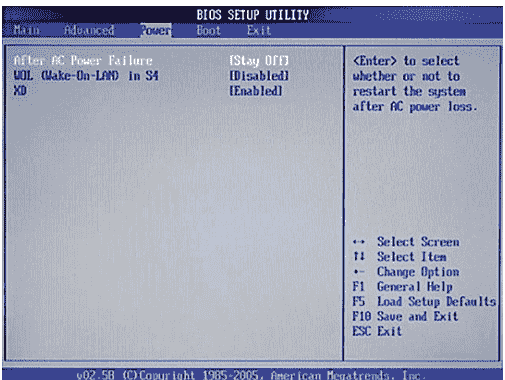 BIOS SETUP UTILITY
Main Advanced Power Boot Exit
After AC Power Failure [Stay Off]
WOL (Wake-On-LAN) in S4 [Disabled]
XD [Enabled]
<Enter> to select
whether or not to
restart the system
after AC power loss.
↔ Select Screen
↑↓ Select Item
+- Change Option
F1 General Help
F5 Load Setup Defaults
F10 Save and Exit
ESC Exit
v02.58 (C)Copyright 1985-2005, American Megatrends, Inc.